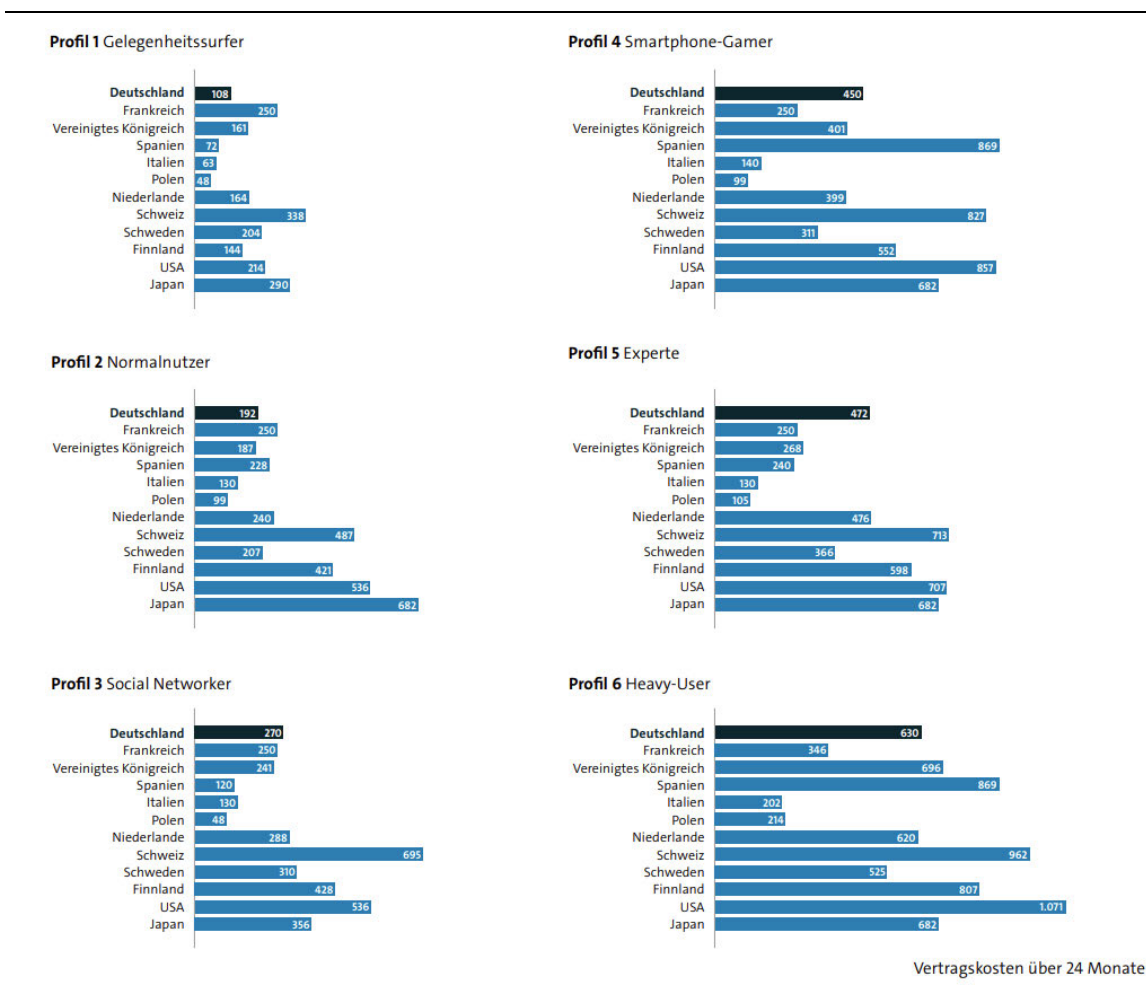 Profil 1 Gelegenheitssurfer
Deutschland 108
Frankreich 250
Vereinigtes Königreich 161
Spanien 72
Italien 63
Polen 48
Niederlande 164
Schweiz 338
Schweden 204
Finnland 144
USA 214
Japan 290
Profil 2 Normalnutzer
Deutschland 192
Frankreich 250
Vereinigtes Königreich 187
Spanien 228
Italien 130
Polen 99
Niederlande 240
Schweiz 487
Schweden 207
Finnland 421
USA 536
Japan 682
Profil 3 Social Networker
Deutschland 270
Frankreich 250
Vereinigtes Königreich 241
Spanien 120
Italien 130
Polen 48
Niederlande 288
Schweiz 695
Schweden 310
Finnland 428
USA 536
Japan 356
Profil 4 Smartphone-Gamer
Deutschland 450
Frankreich 250
Vereinigtes Königreich 401
Spanien 869
Italien 140
Polen 99
Niederlande 399
Schweiz 827
Schweden 311
Finnland 552
USA 857
Japan 682
Profil 5 Experte
Deutschland 472
Frankreich 250
Vereinigtes Königreich 268
Spanien 240
Italien 130
Polen 105
Niederlande 476
Schweiz 713
Schweden 366
Finnland 598
USA 707
Japan 682
Profil 6 Heavy-User
Deutschland 630
Frankreich 346
Vereinigtes Königreich 696
Spanien 869
Italien 202
Polen 214
Niederlande 620
Schweiz 962
Schweden 525
Finnland 807
USA 1.071
Japan 682
Vertragskosten über 24 Monate